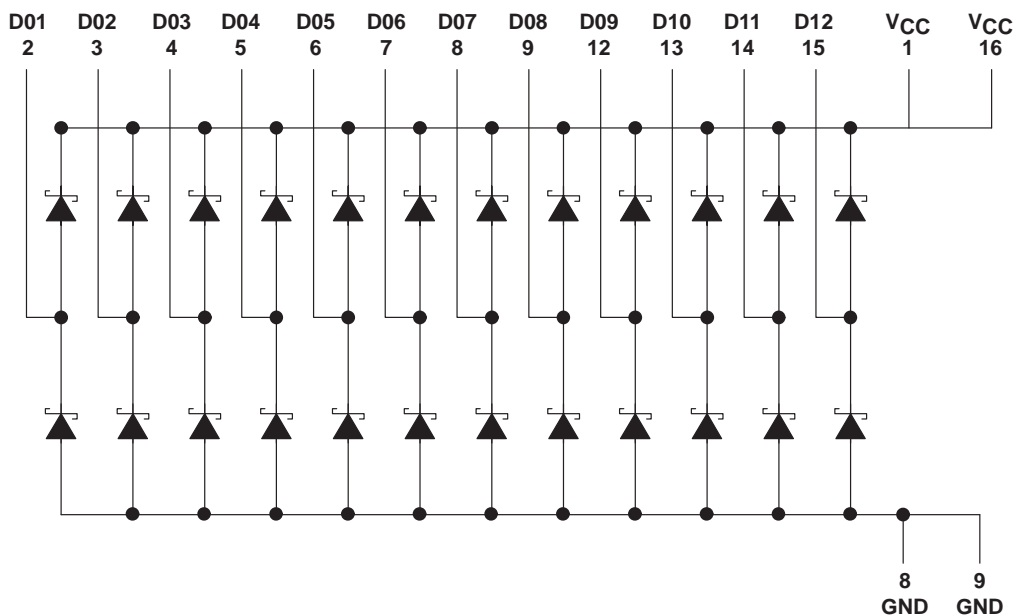 D01 D02 D03 D04 D05 D06 D07 D08 D09 D10 D11 D12 VCC VCC
2 3 4 5 6 7 8 9 12 13 14 15 1 16
8 9
GND GND